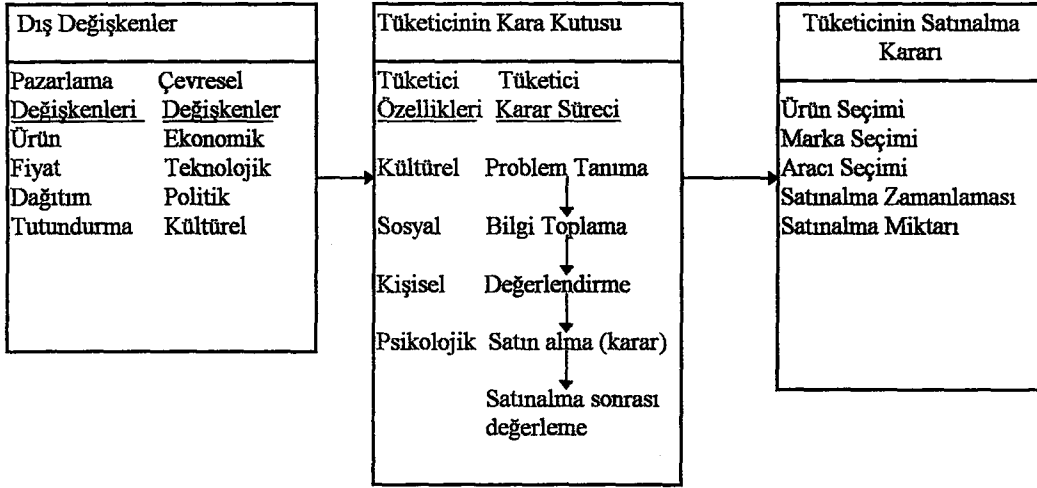 Dış Değişkenler
Pazarlama Çevresel
Değişkenleri Değişkenler
Ürün Ekonomik
Fiyat Teknolojik
Dağıtım Politik
Tutundurma Kültürel
Tüketicinin Kara Kutusu
Tüketici Tüketici
Özellikleri Karar Süreci
Kültürel Problem Tanıma
Sosyal Bilgi Toplama
Kişisel Değerlendirme
Psikolojik Satın alma (karar)
Satınalma sonrası
değerleme
Tüketicinin Satınalma
Kararı
Ürün Seçimi
Marka Seçimi
Aracı Seçimi
Satınalma Zamanlaması
Satınalma Miktarı